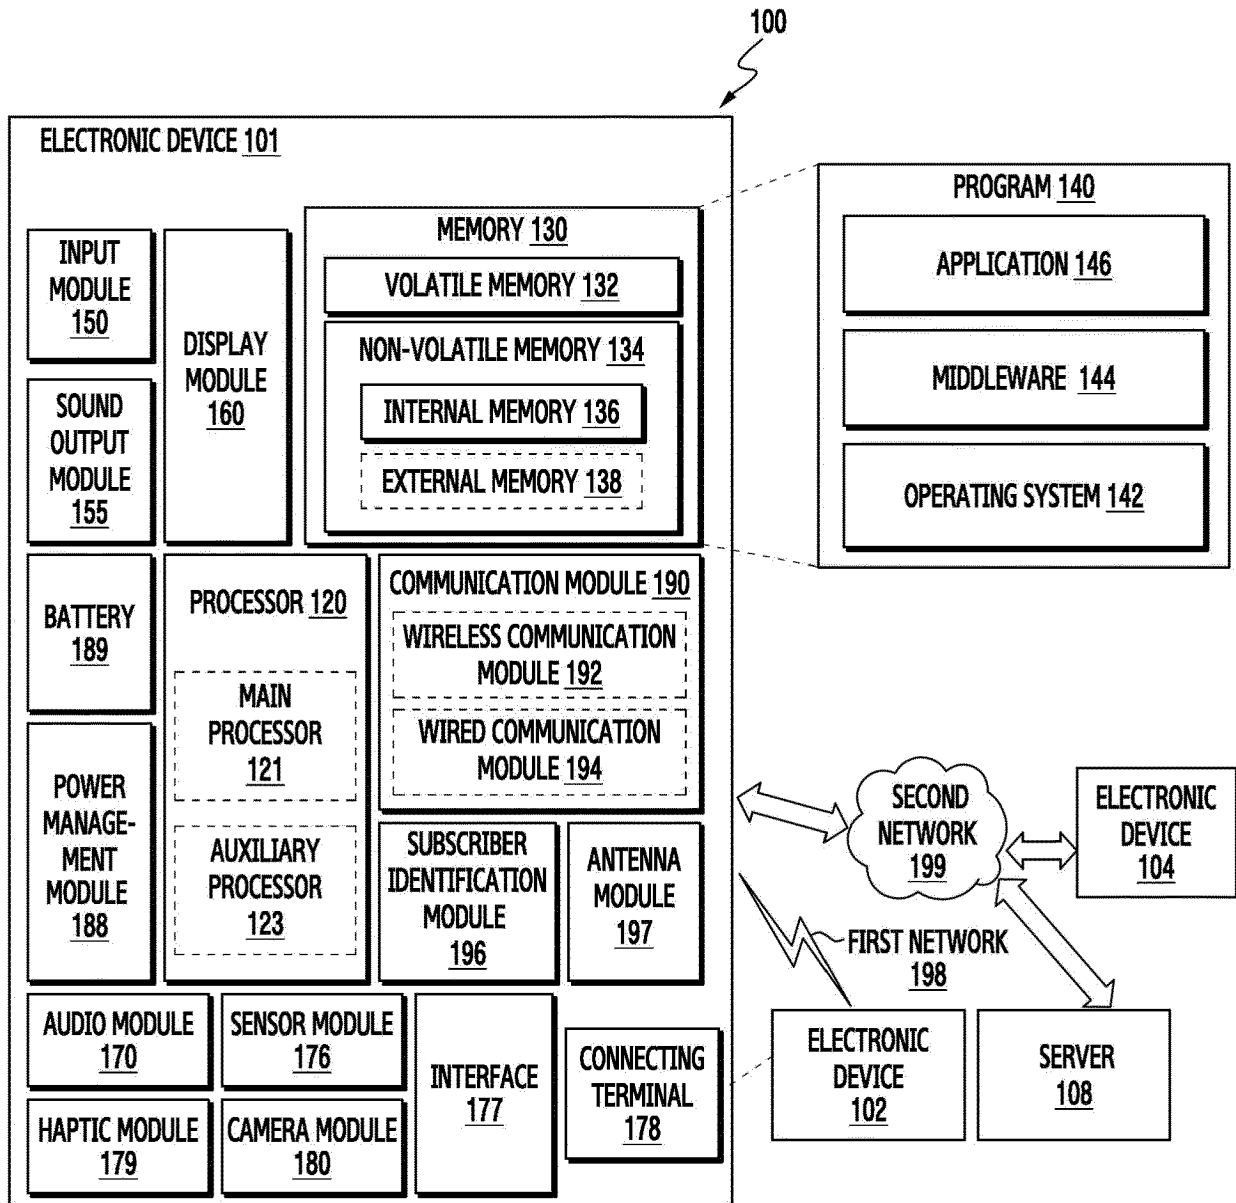 100
ELECTRONIC DEVICE 101
INPUT
MODULE
150
SOUND
OUTPUT
MODULE
155
DISPLAY
MODULE
160
MEMORY 130
VOLATILE MEMORY 132
NON-VOLATILE MEMORY 134
INTERNAL MEMORY 136
EXTERNAL MEMORY 138
PROGRAM 140
APPLICATION 146
MIDDLEWARE 144
OPERATING SYSTEM 142
BATTERY
189
POWER
MANAGE-
MENT
MODULE
188
PROCESSOR 120
MAIN
PROCESSOR
121
AUXILIARY
PROCESSOR
123
COMMUNICATION MODULE 190
WIRELESS COMMUNICATION
MODULE 192
WIRED COMMUNICATION
MODULE 194
SUBSCRIBER
IDENTIFICATION
MODULE
196
ANTENNA
MODULE
197
SECOND
NETWORK
199
ELECTRONIC
DEVICE
104
FIRST NETWORK
198
AUDIO MODULE
170
SENSOR MODULE
176
HAPTIC MODULE
179
CAMERA MODULE
180
INTERFACE
177
CONNECTING
TERMINAL
178
ELECTRONIC
DEVICE
102
SERVER
108